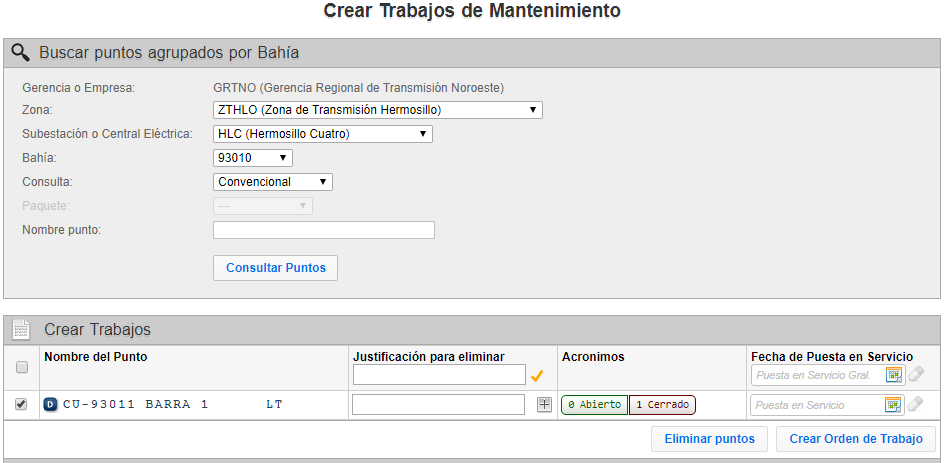 Crear Trabajos de Mantenimiento
Buscar puntos agrupados por Bahía
Gerencia o Empresa: GRTNO (Gerencia Regional de Transmisión Noroeste)
Zona: ZTHLO (Zona de Transmisión Hermosillo)
Subestación o Central Eléctrica: HLC (Hermosillo Cuatro)
Bahía: 93010
Consulta: Convencional
Paquete: ---
Nombre punto:
Consultar Puntos
Crear Trabajos
Nombre del Punto Justificación para eliminar Acronimos Fecha de Puesta en Servicio
Puesta en Servicio Gral.
D CU-93011 BARRA 1 LT 0 Abierto 1 Cerrado Puesta en Servicio
Eliminar puntos Crear Orden de Trabajo